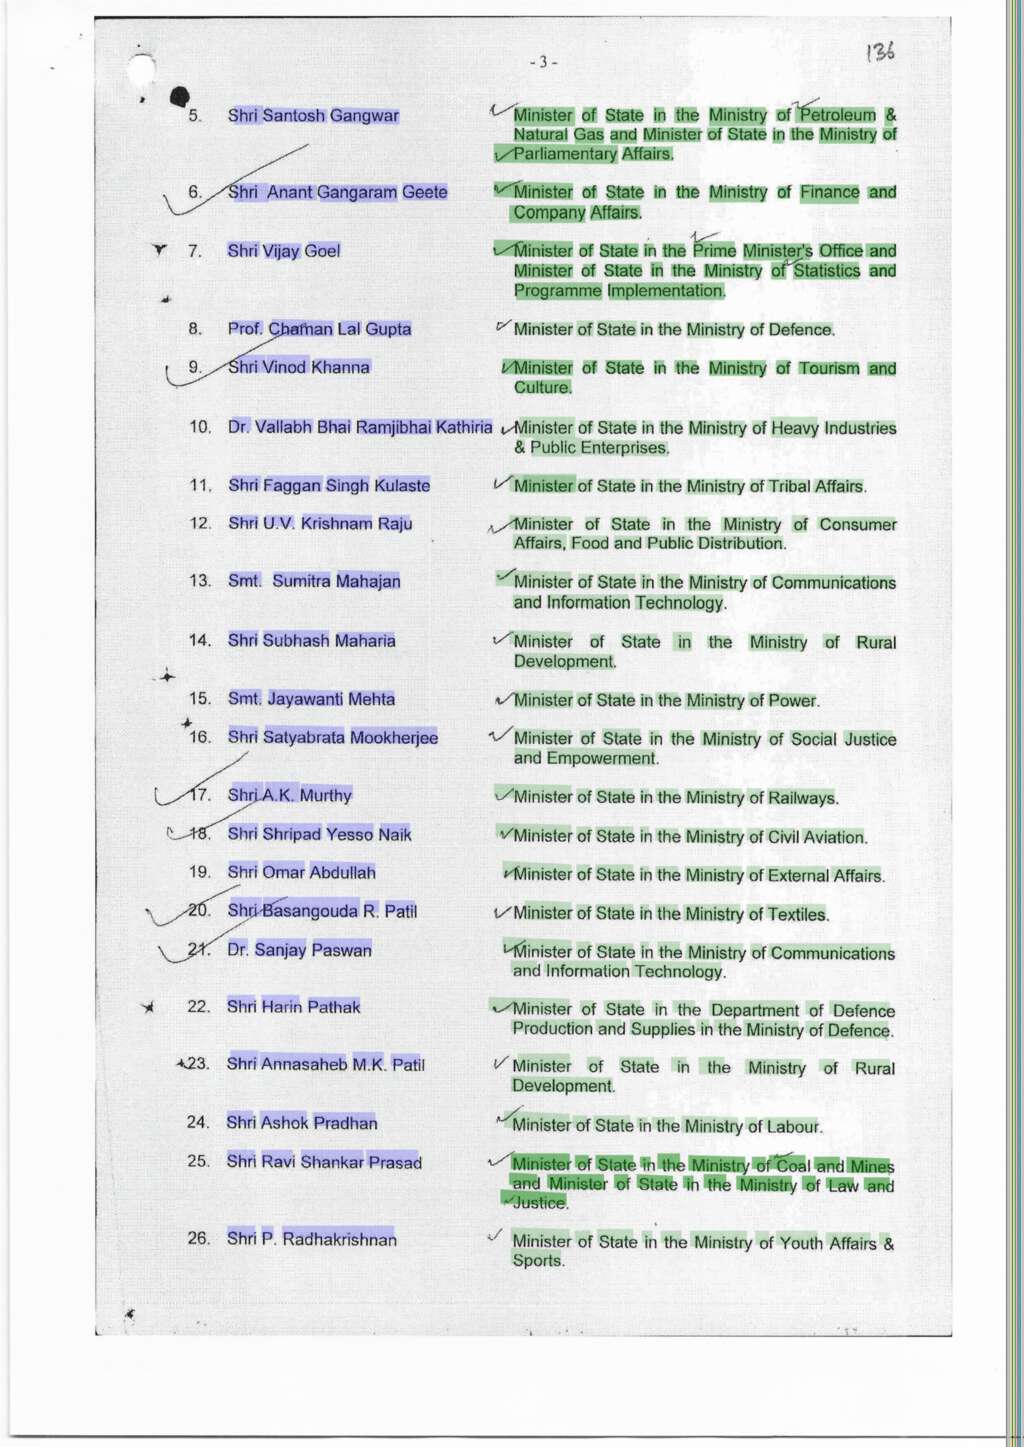 - 3 -
136
5. Shri Santosh Gangwar Minister of State in the Ministry of Petroleum &
Natural Gas and Minister of State in the Ministry of
Parliamentary Affairs.
6. Shri Anant Gangaram Geete Minister of State in the Ministry of Finance and
Company Affairs.
7. Shri Vijay Goel Minister of State in the Prime Minister's Office and
Minister of State in the Ministry of Statistics and
Programme Implementation.
8. Prof. Chaman Lal Gupta Minister of State in the Ministry of Defence.
9. Shri Vinod Khanna Minister of State in the Ministry of Tourism and
Culture.
10. Dr. Vallabh Bhai Ramjibhai Kathiria Minister of State in the Ministry of Heavy Industries
& Public Enterprises.
11. Shri Faggan Singh Kulaste Minister of State in the Ministry of Tribal Affairs.
12. Shri U.V. Krishnam Raju Minister of State in the Ministry of Consumer
Affairs, Food and Public Distribution.
13. Smt. Sumitra Mahajan Minister of State in the Ministry of Communications
and Information Technology.
14. Shri Subhash Maharia Minister of State in the Ministry of Rural
Development.
15. Smt. Jayawanti Mehta Minister of State in the Ministry of Power.
16. Shri Satyabrata Mookherjee Minister of State in the Ministry of Social Justice
and Empowerment.
17. Shri A.K. Murthy Minister of State in the Ministry of Railways.
18. Shri Shripad Yesso Naik Minister of State in the Ministry of Civil Aviation.
19. Shri Omar Abdullah Minister of State in the Ministry of External Affairs.
20. Shri Basangouda R. Patil Minister of State in the Ministry of Textiles.
21. Dr. Sanjay Paswan Minister of State in the Ministry of Communications
and Information Technology.
22. Shri Harin Pathak Minister of State in the Department of Defence
Production and Supplies in the Ministry of Defence.
23. Shri Annasaheb M.K. Patil Minister of State in the Ministry of Rural
Development.
24. Shri Ashok Pradhan Minister of State in the Ministry of Labour.
25. Shri Ravi Shankar Prasad Minister of State in the Ministry of Coal and Mines
and Minister of State in the Ministry of Law and
Justice.
26. Shri P. Radhakrishnan Minister of State in the Ministry of Youth Affairs &
Sports.